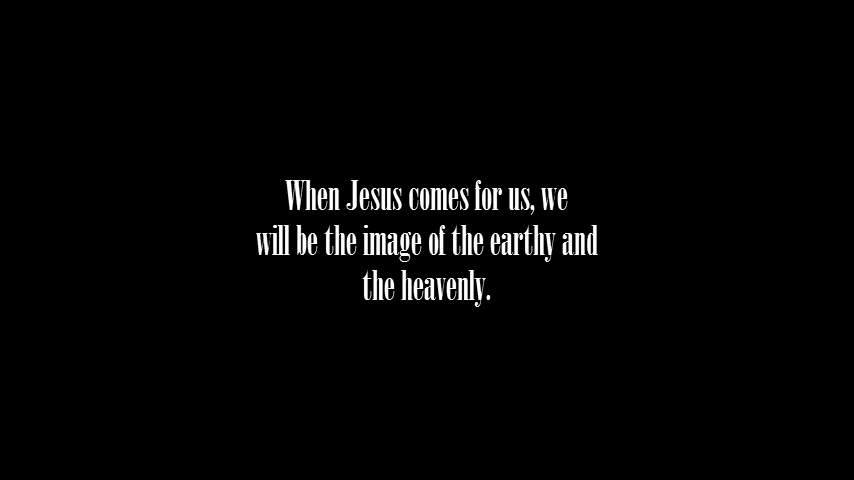 When Jesus comes for us, we
will be the image of the earthy and
the heavenly.